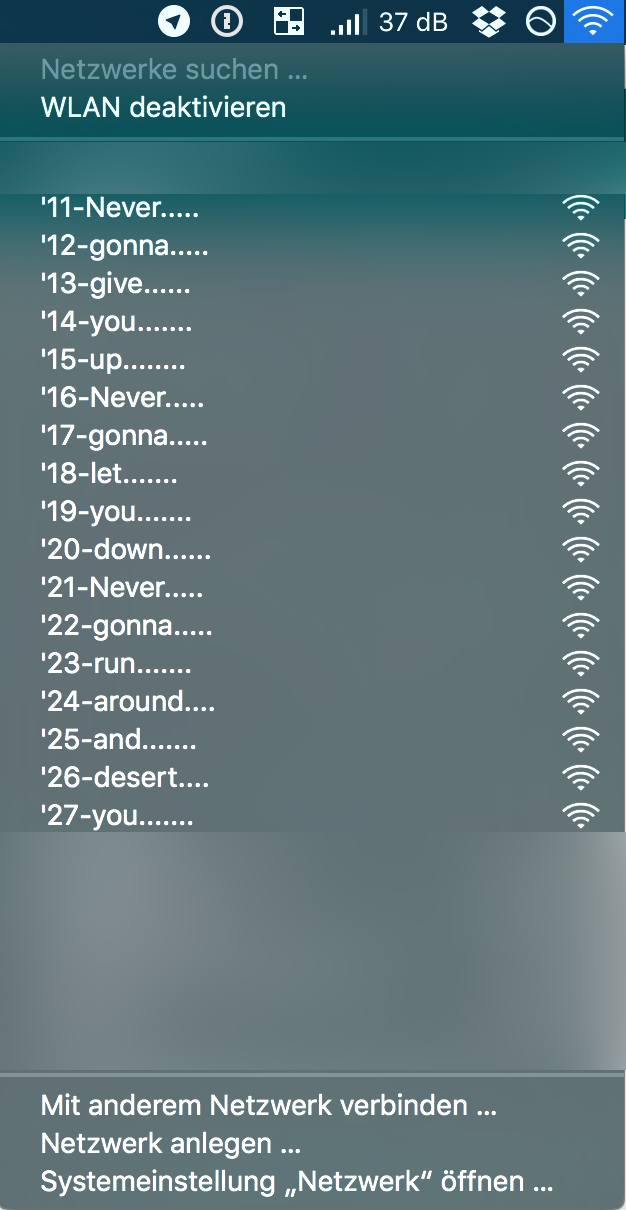 37 dB
Netzwerke suchen ...
WLAN deaktivieren
'11-Never.....
'12-gonna.....
'13-give......
'14-you.......
'15-up........
'16-Never.....
'17-gonna.....
'18-let.......
'19-you.......
'20-down......
'21-Never.....
'22-gonna.....
'23-run.......
'24-around....
'25-and.......
'26-desert....
'27-you.......
Mit anderem Netzwerk verbinden ...
Netzwerk anlegen ...
Systemeinstellung „Netzwerk“ öffnen ...